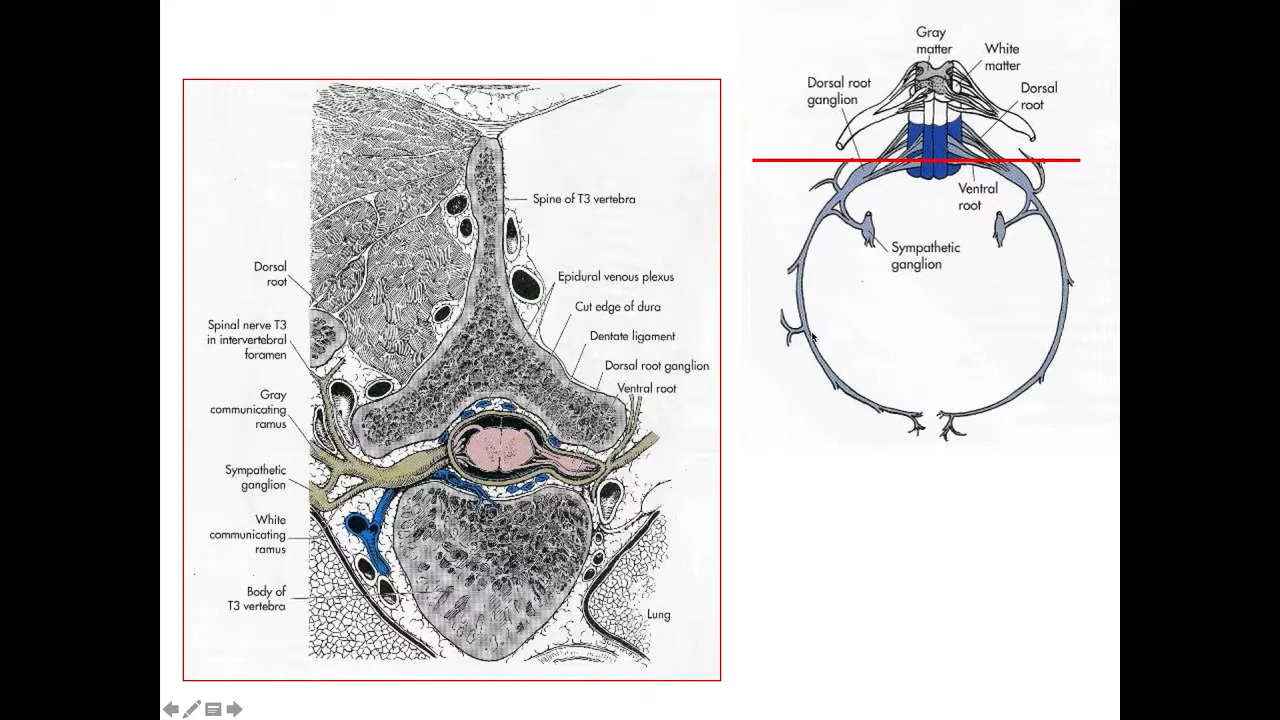 Spine of T3 vertebra
Dorsal
root
Epidural venous plexus
Cut edge of dura
Spinal nerve T3
in intervertebral
foramen
Dentate ligament
Dorsal root ganglion
Ventral root
Gray
communicating
ramus
Sympathetic
ganglion
White
communicating
ramus
Body of
T3 vertebra
Lung
Gray
matter
White
matter
Dorsal root
ganglion
Dorsal
root
Ventral
root
Sympathetic
ganglion